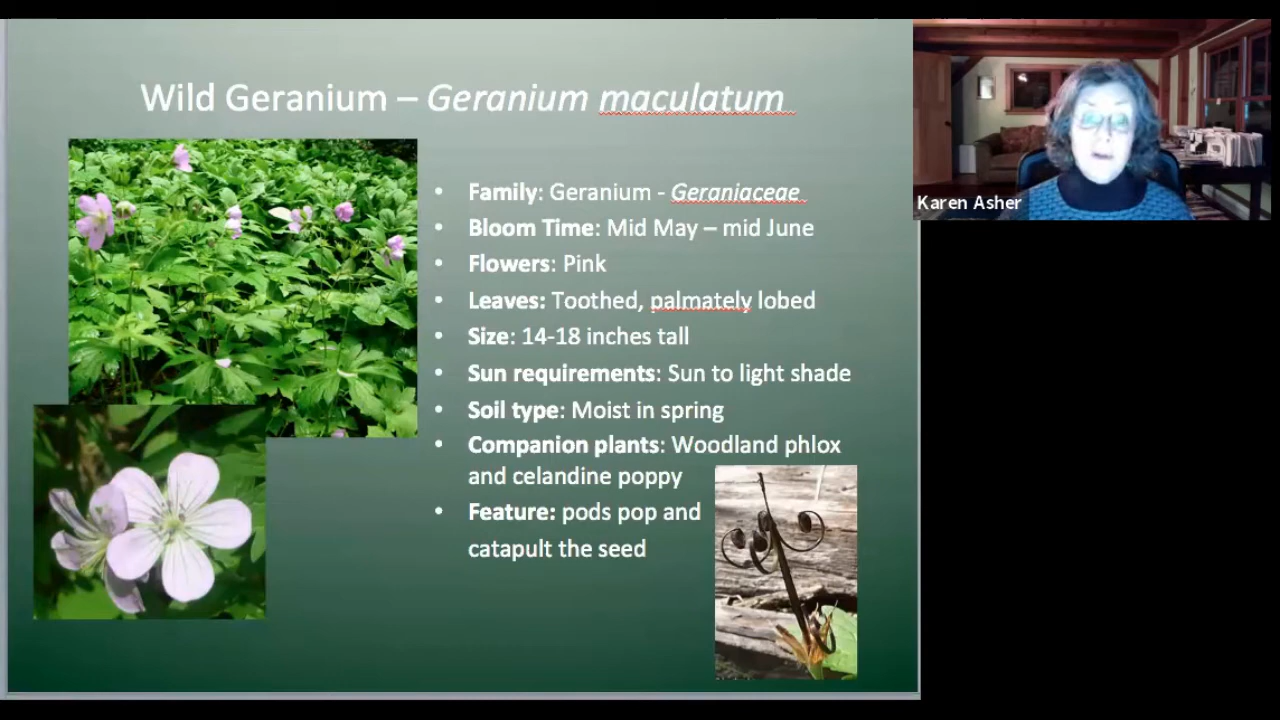 Wild Geranium – Geranium maculatum
• Family: Geranium - Geraniaceae
• Bloom Time: Mid May – mid June
• Flowers: Pink
• Leaves: Toothed, palmately lobed
• Size: 14-18 inches tall
• Sun requirements: Sun to light shade
• Soil type: Moist in spring
• Companion plants: Woodland phlox
and celandine poppy
• Feature: pods pop and
catapult the seed
Karen Asher